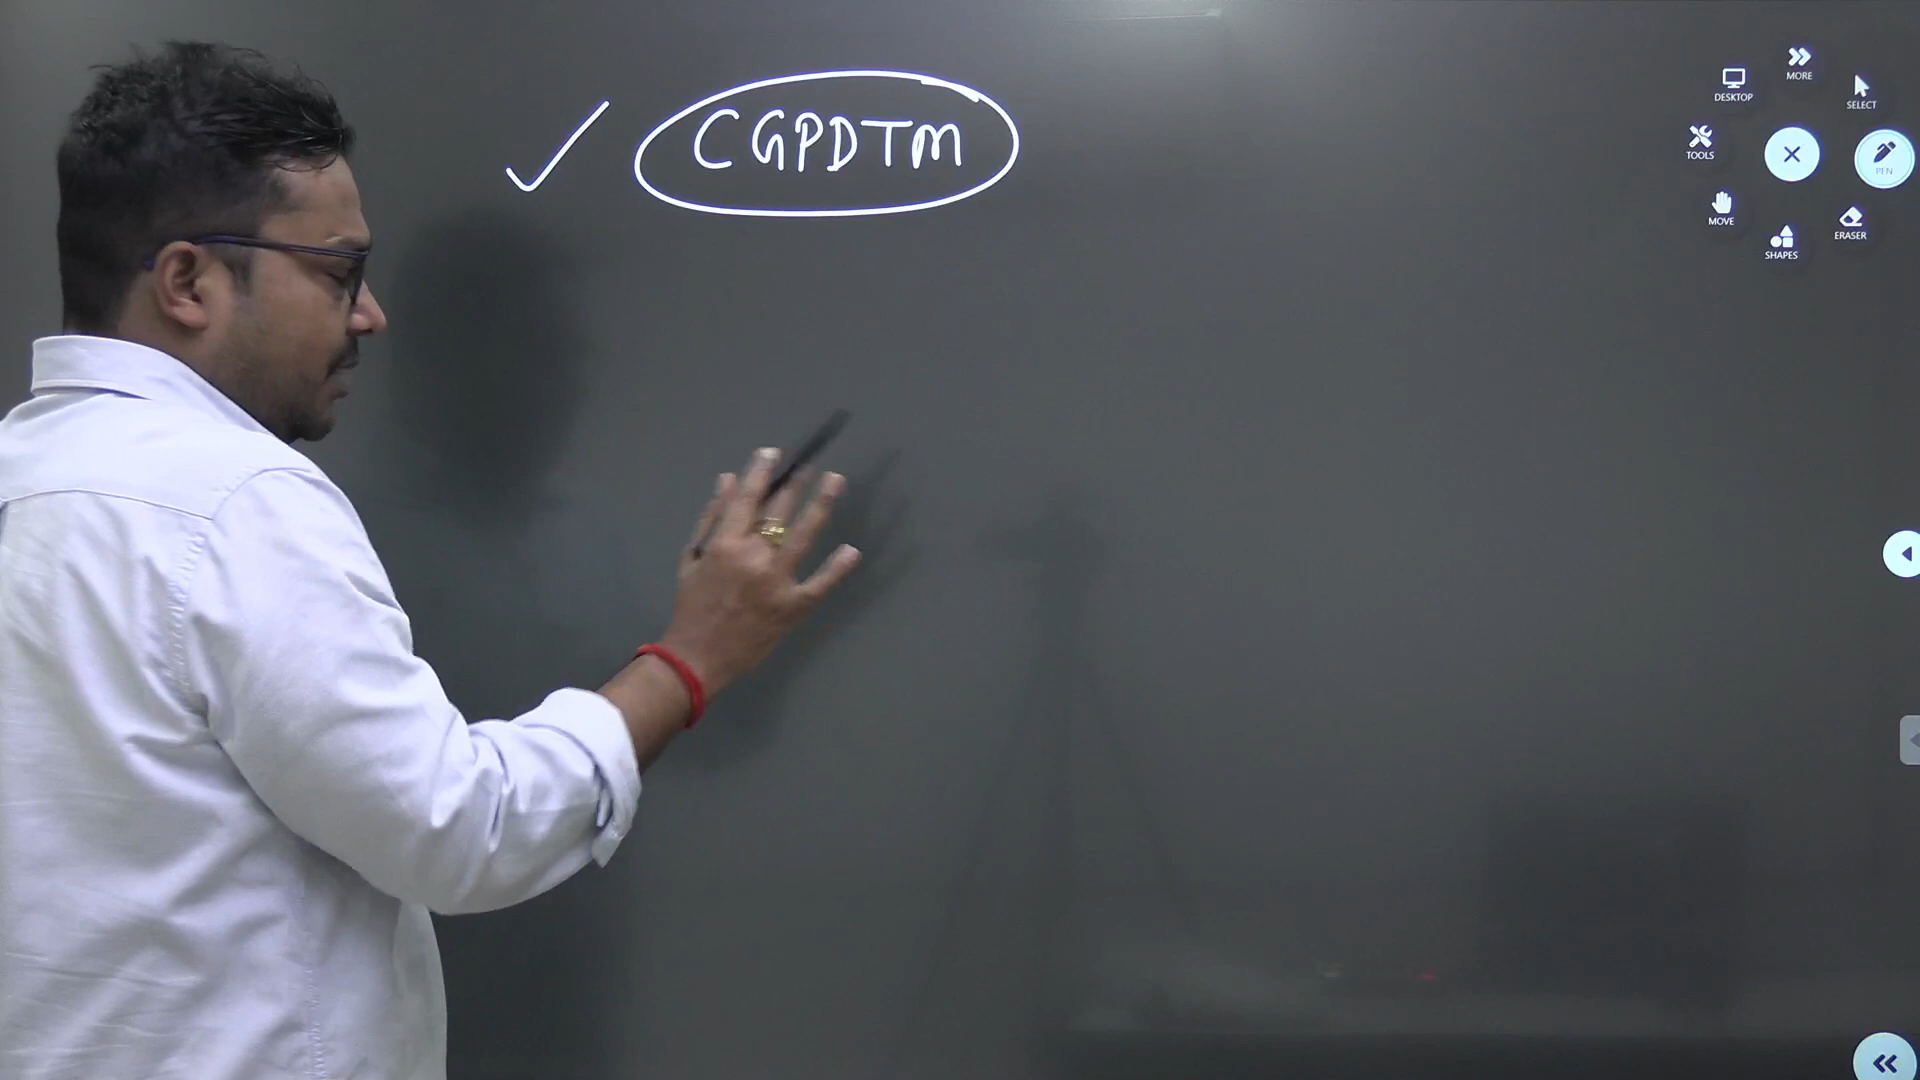 CGPDTM
MORE
DESKTOP
SELECT
TOOLS
PEN
MOVE
ERASER
SHAPES